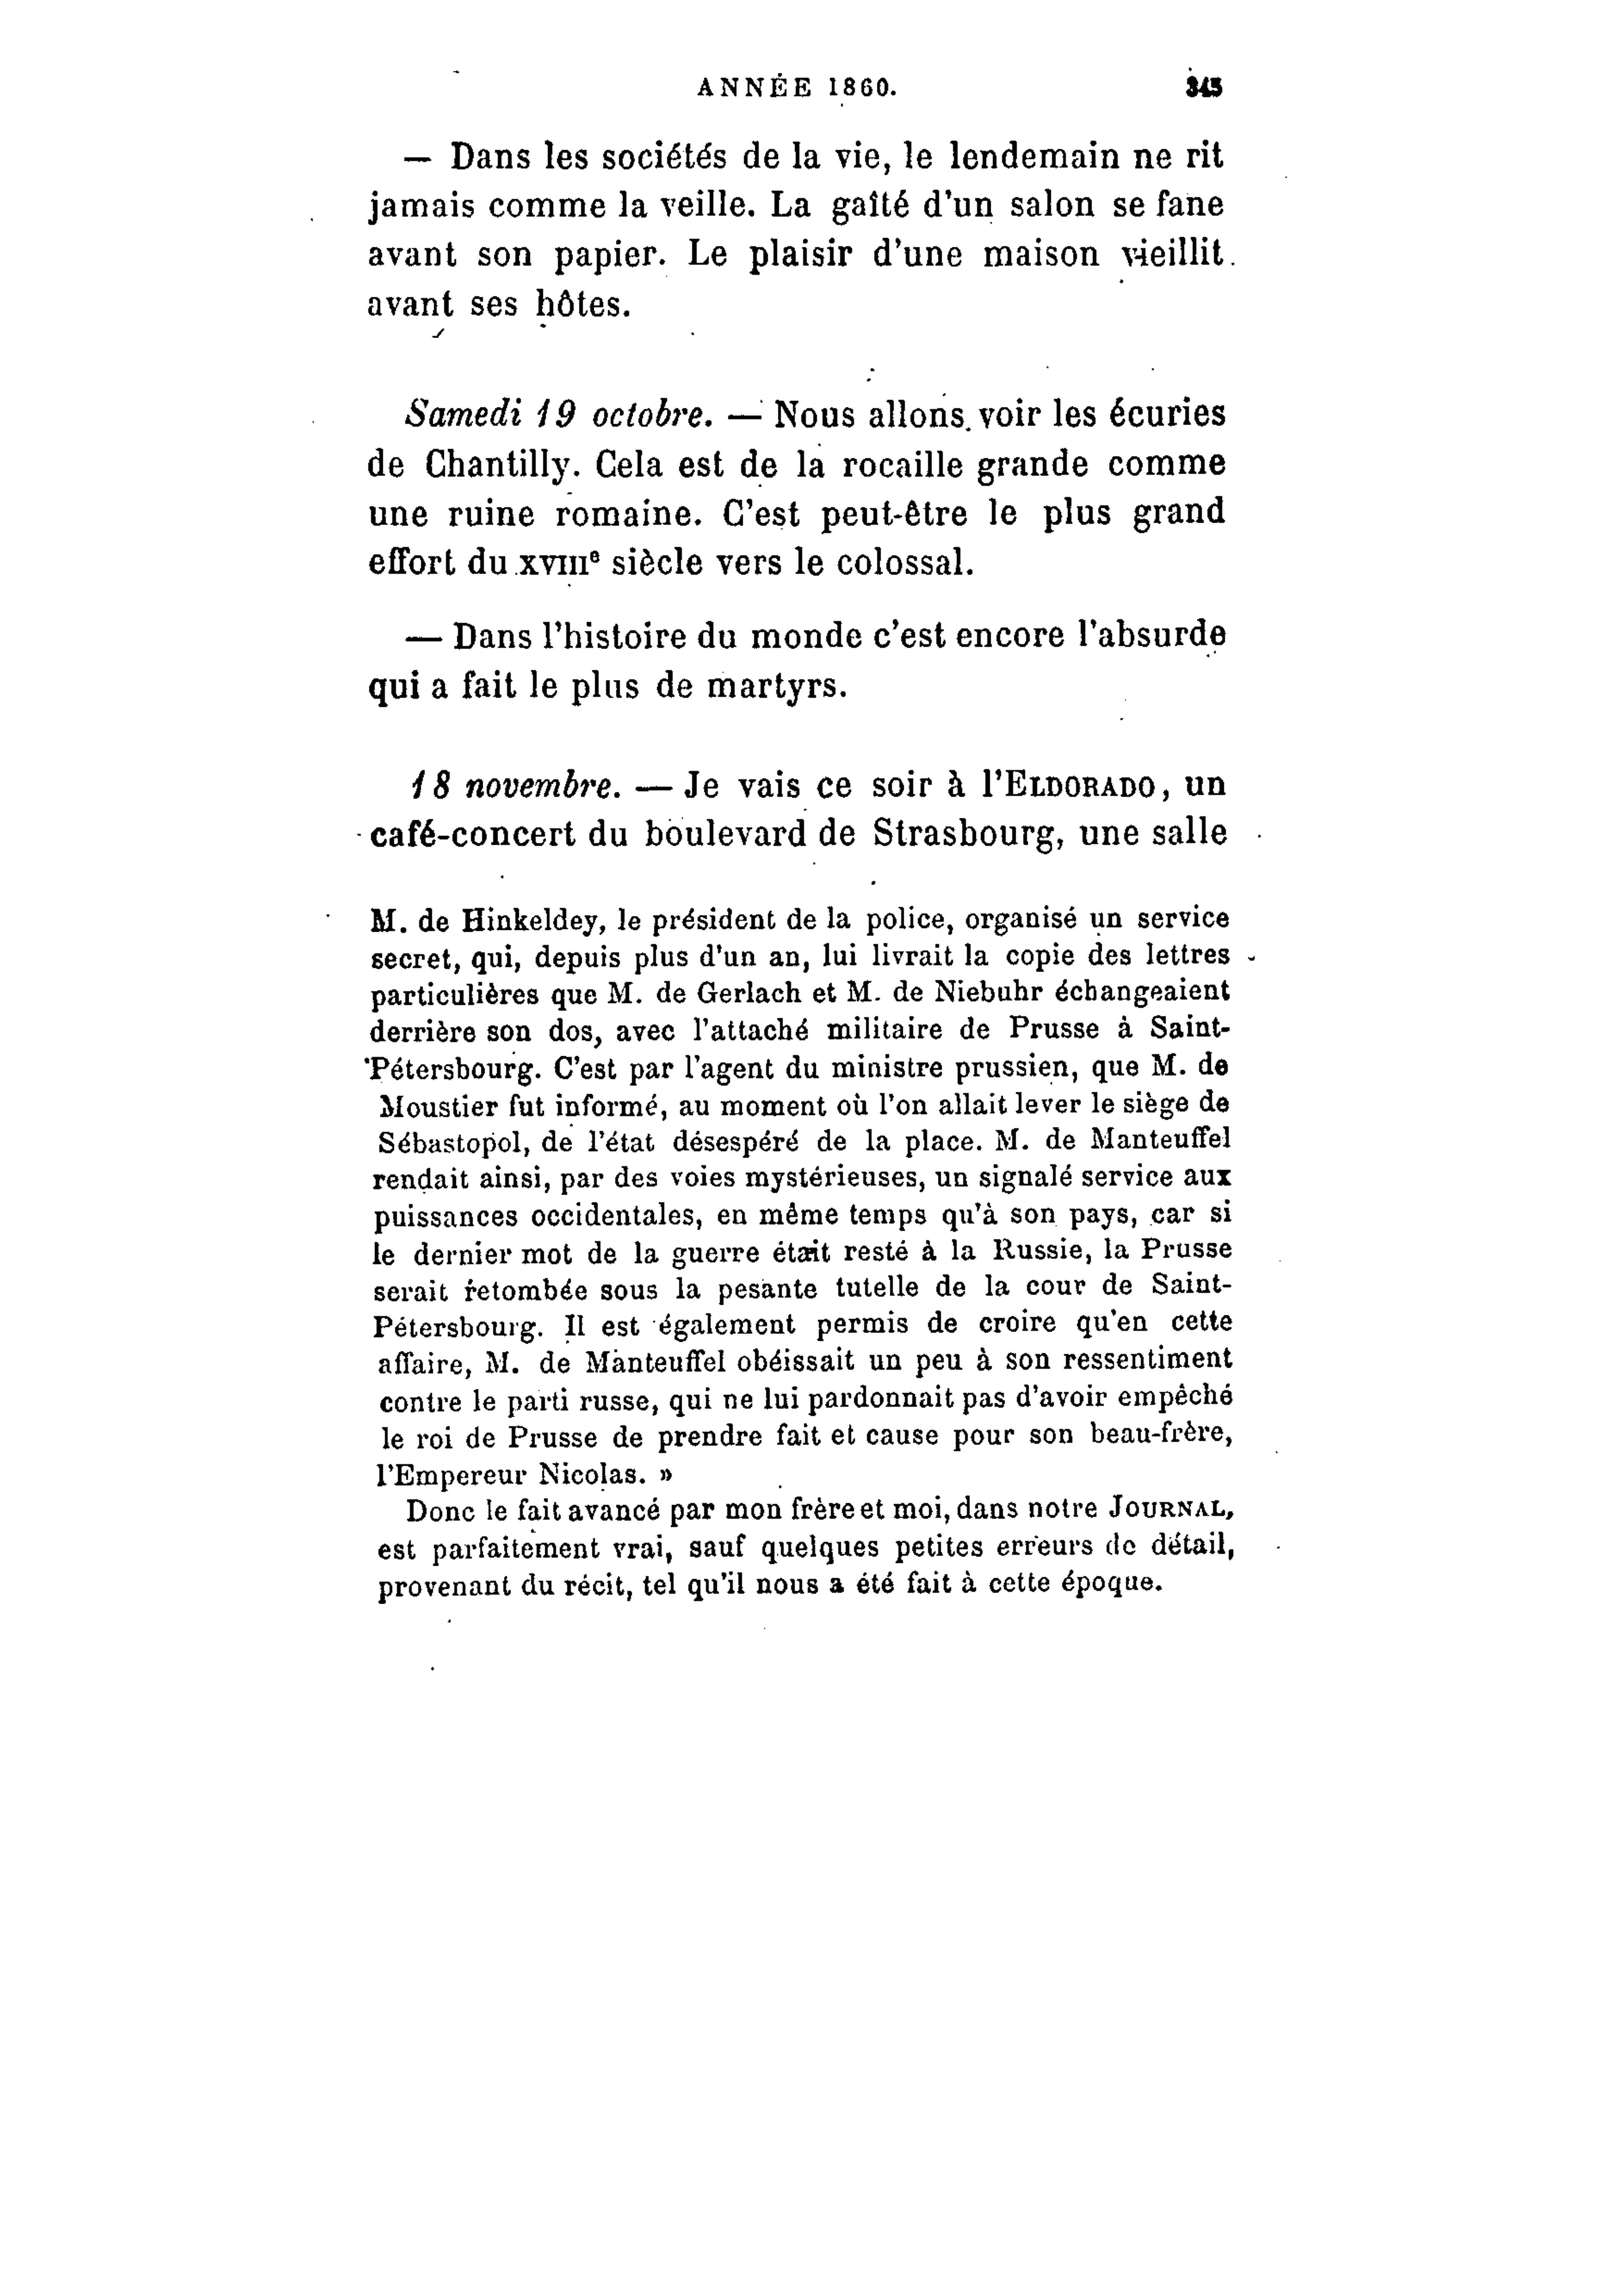 ANNÉE 1860. 345
— Dans les sociétés de la vie, le lendemain ne rit
jamais comme la veille. La gaîté d'un salon se fane
avant son papier. Le plaisir d'une maison vieillit
avant ses hôtes.
Samedi 19 octobre. — Nous allons voir les écuries
de Chantilly. Cela est de la rocaille grande comme
une ruine romaine. C'est peut-être le plus grand
effort du XVIIIe siècle vers le colossal.
— Dans l'histoire du monde c'est encore l'absurde
qui a fait le plus de martyrs.
18 novembre. — Je vais ce soir à l'ELDORADO, un
café-concert du boulevard de Strasbourg, une salle
M. de Hinkeldey, le président de la police, organisé un service
secret, qui, depuis plus d'un an, lui livrait la copie des lettres
particulières que M. de Gerlach et M. de Niebuhr échangeaient
derrière son dos, avec l'attaché militaire de Prusse à Saint-
Pétersbourg. C'est par l'agent du ministre prussien, que M. de
Moustier fut informé, au moment où l'on allait lever le siège de
Sébastopol, de l'état désespéré de la place. M. de Manteuffel
rendait ainsi, par des voies mystérieuses, un signalé service aux
puissances occidentales, en même temps qu'à son pays, car si
le dernier mot de la guerre était resté à la Russie, la Prusse
serait retombée sous la pesante tutelle de la cour de Saint-
Pétersbourg. Il est également permis de croire qu'en cette
affaire, M. de Manteuffel obéissait un peu à son ressentiment
contre le parti russe, qui ne lui pardonnait pas d'avoir empêché
le roi de Prusse de prendre fait et cause pour son beau-frère,
l'Empereur Nicolas. »
Donc le fait avancé par mon frère et moi, dans notre JOURNAL,
est parfaitement vrai, sauf quelques petites erreurs de détail,
provenant du récit, tel qu'il nous a été fait à cette époque.